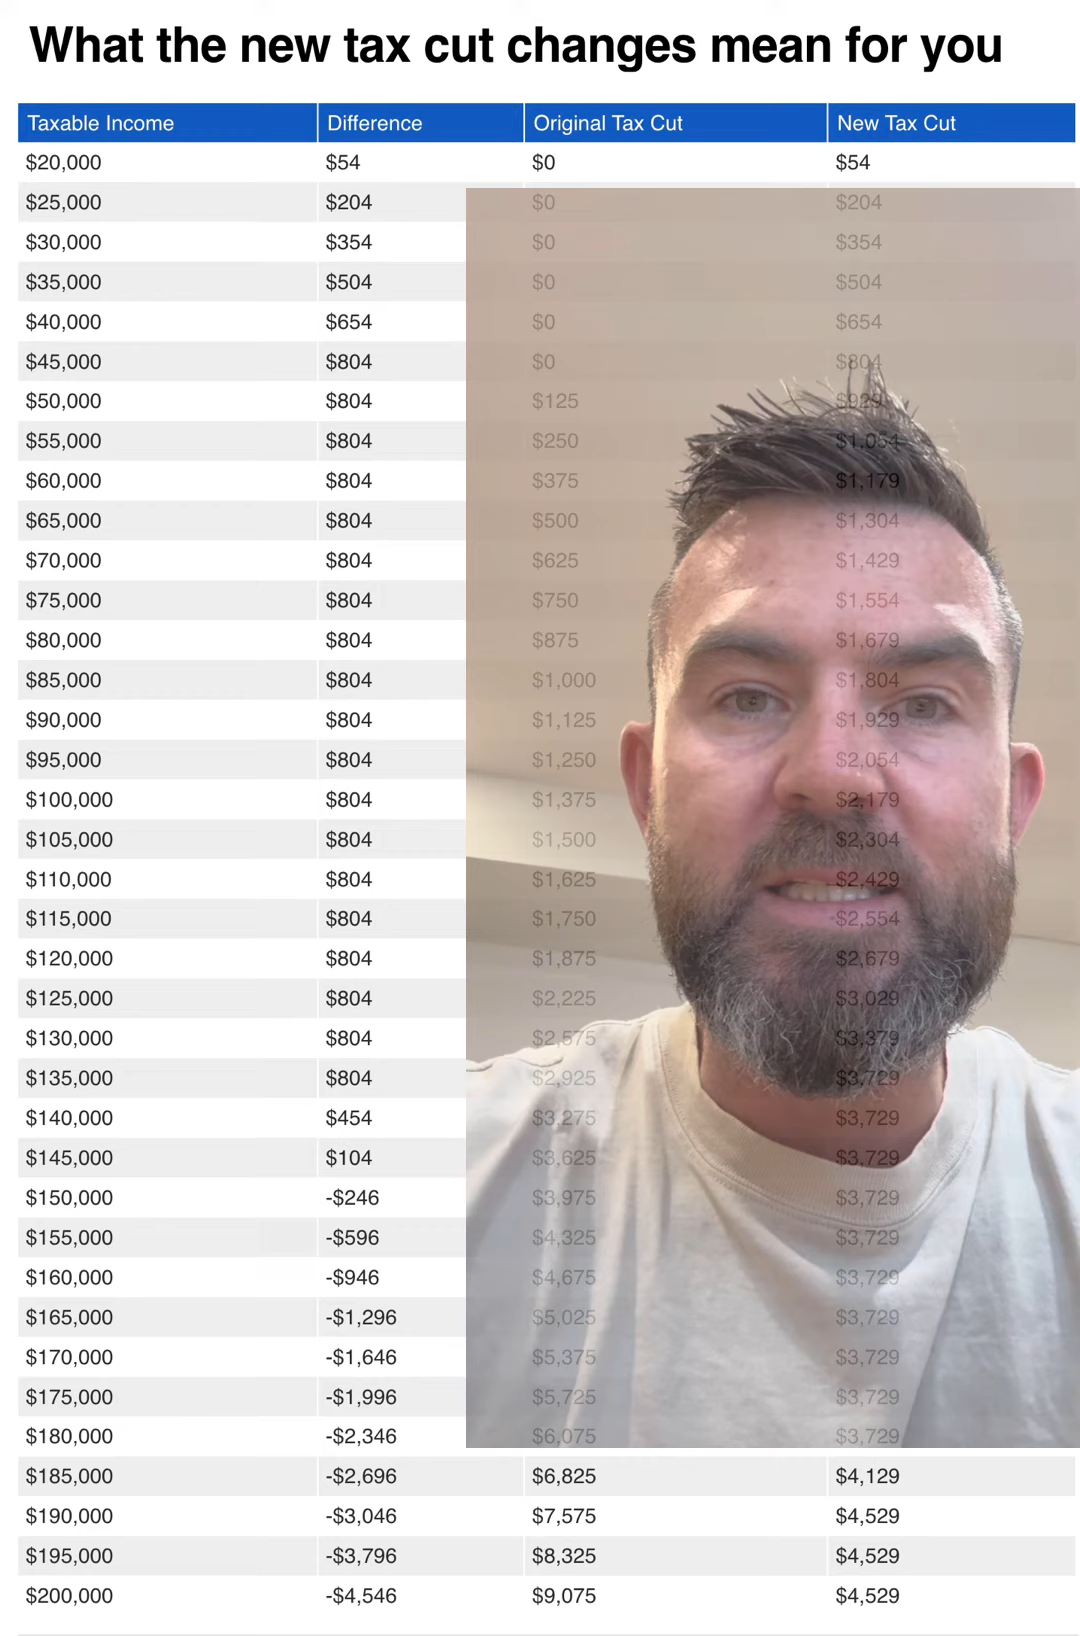 What the new tax cut changes mean for you
Taxable Income Difference Original Tax Cut New Tax Cut
$20,000 $54 $0 $54
$25,000 $204 $0 $204
$30,000 $354 $0 $354
$35,000 $504 $0 $504
$40,000 $654 $0 $654
$45,000 $804 $0 $804
$50,000 $804 $125 $929
$55,000 $804 $250 $1,054
$60,000 $804 $375 $1,179
$65,000 $804 $500 $1,304
$70,000 $804 $625 $1,429
$75,000 $804 $750 $1,554
$80,000 $804 $875 $1,679
$85,000 $804 $1,000 $1,804
$90,000 $804 $1,125 $1,929
$95,000 $804 $1,250 $2,054
$100,000 $804 $1,375 $2,179
$105,000 $804 $1,500 $2,304
$110,000 $804 $1,625 $2,429
$115,000 $804 $1,750 $2,554
$120,000 $804 $1,875 $2,679
$125,000 $804 $2,225 $3,029
$130,000 $804 $2,575 $3,379
$135,000 $804 $2,925 $3,729
$140,000 $454 $3,275 $3,729
$145,000 $104 $3,625 $3,729
$150,000 -$246 $3,975 $3,729
$155,000 -$596 $4,325 $3,729
$160,000 -$946 $4,675 $3,729
$165,000 -$1,296 $5,025 $3,729
$170,000 -$1,646 $5,375 $3,729
$175,000 -$1,996 $5,725 $3,729
$180,000 -$2,346 $6,075 $3,729
$185,000 -$2,696 $6,825 $4,129
$190,000 -$3,046 $7,575 $4,529
$195,000 -$3,796 $8,325 $4,529
$200,000 -$4,546 $9,075 $4,529